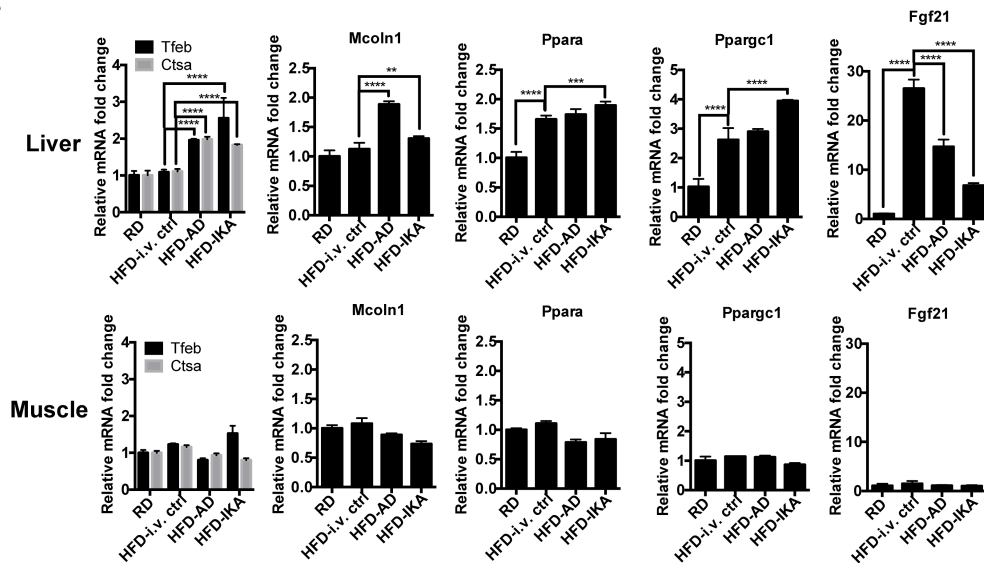 Liver
Relative mRNA fold change
Tfeb
Ctsa
****
****
****
****
4
3
2
1
0
RD
HFD-i.v. ctrl
HFD-AD
HFD-IKA
Mcoln1
Relative mRNA fold change
**
****
2.5
2.0
1.5
1.0
0.5
0.0
RD
HFD-i.v. ctrl
HFD-AD
HFD-IKA
Ppara
Relative mRNA fold change
***
****
2.5
2.0
1.5
1.0
0.5
0.0
RD
HFD-i.v. ctrl
HFD-AD
HFD-IKA
Ppargc1
Relative mRNA fold change
****
****
5
4
3
2
1
0
RD
HFD-i.v. ctrl
HFD-AD
HFD-IKA
Fgf21
Relative mRNA fold change
****
****
****
30
20
10
0
RD
HFD-i.v. ctrl
HFD-AD
HFD-IKA
Muscle
Relative mRNA fold change
Tfeb
Ctsa
4
3
2
1
0
RD
HFD-i.v. ctrl
HFD-AD
HFD-IKA
Mcoln1
Relative mRNA fold change
2.5
2.0
1.5
1.0
0.5
0.0
RD
HFD-i.v. ctrl
HFD-AD
HFD-IKA
Ppara
Relative mRNA fold change
2.5
2.0
1.5
1.0
0.5
0.0
RD
HFD-i.v. ctrl
HFD-AD
HFD-IKA
Ppargc1
Relative mRNA fold change
5
4
3
2
1
0
RD
HFD-i.v. ctrl
HFD-AD
HFD-IKA
Fgf21
Relative mRNA fold change
30
20
10
0
RD
HFD-i.v. ctrl
HFD-AD
HFD-IKA